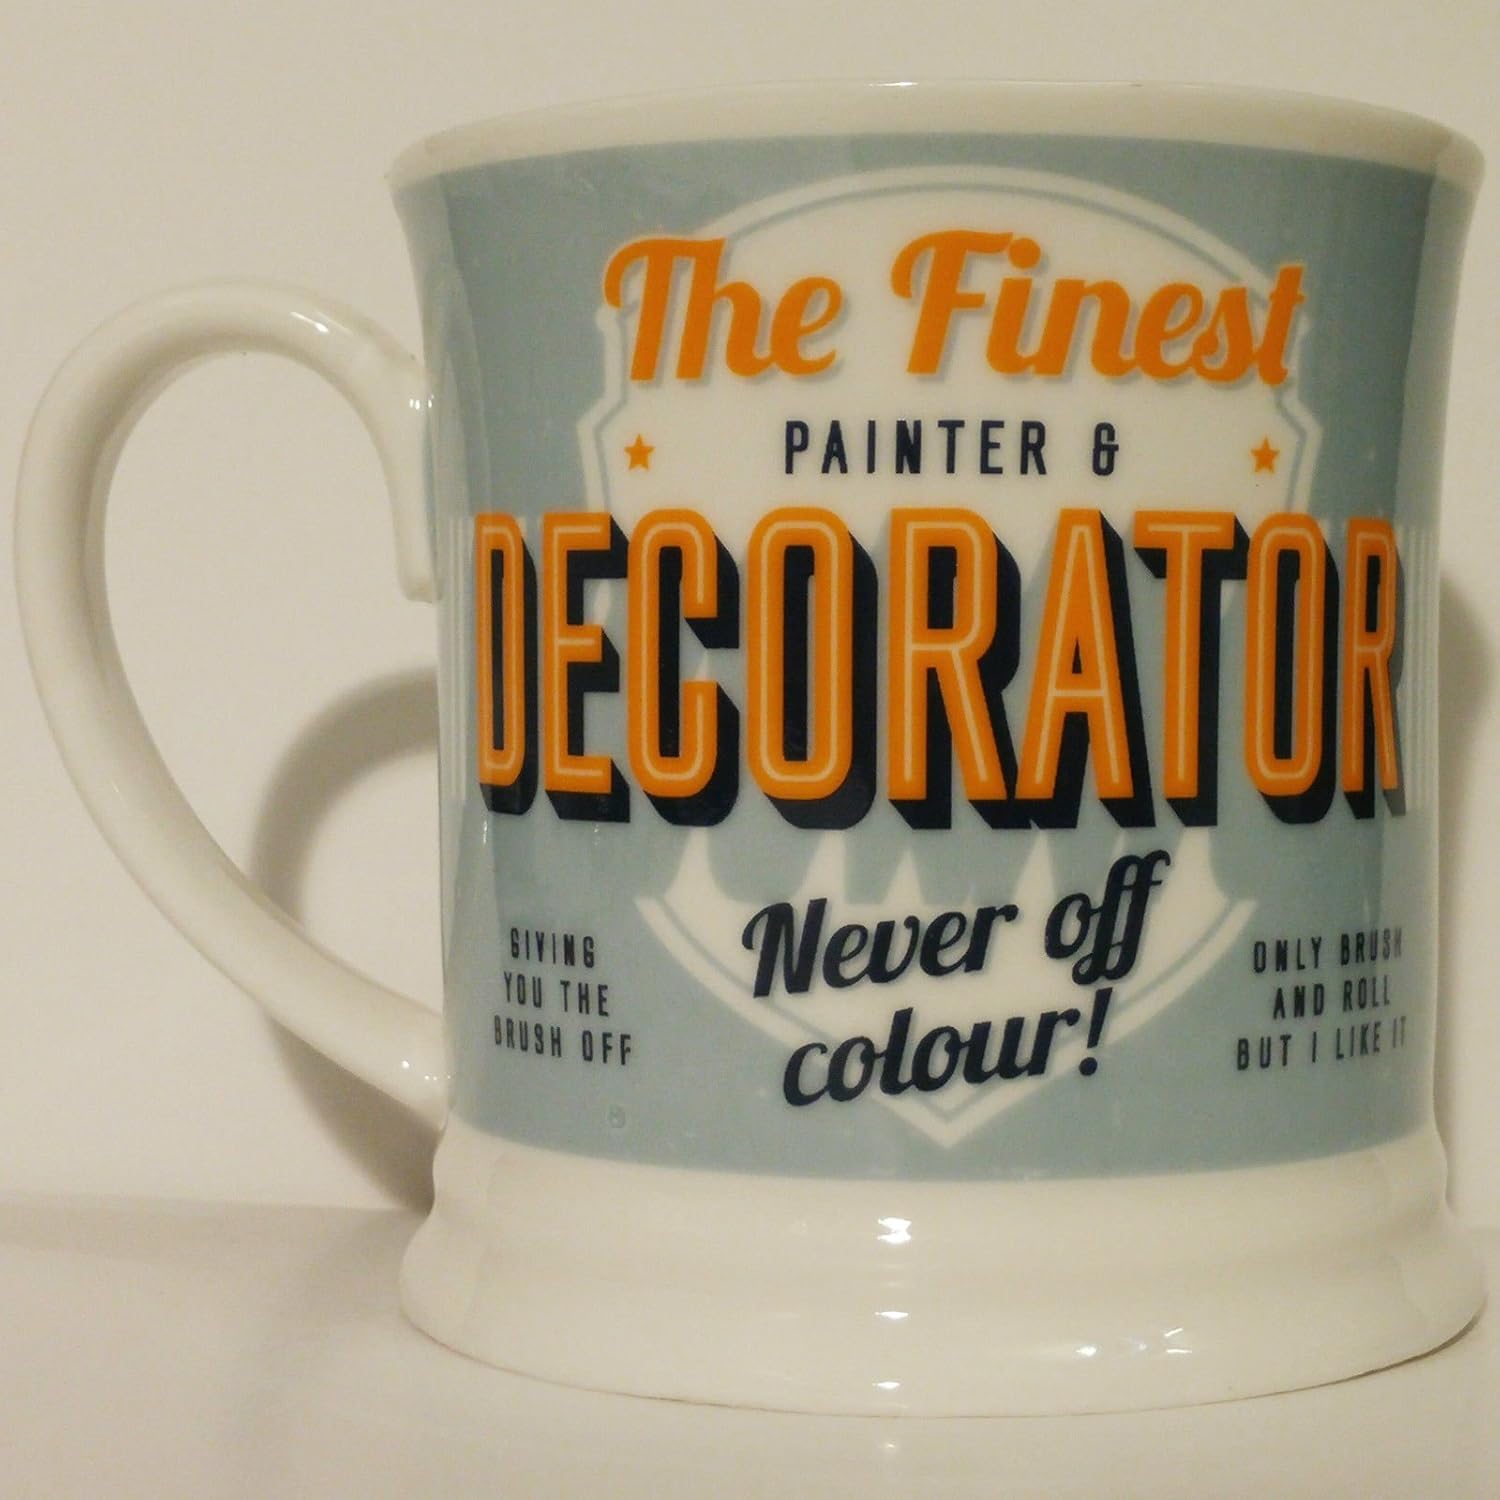 The Finest
PAINTER &
DECORATOR
Never off
colour!
GIVING
YOU THE
BRUSH OFF
ONLY BRUSH
AND ROLL
BUT I LIKE IT